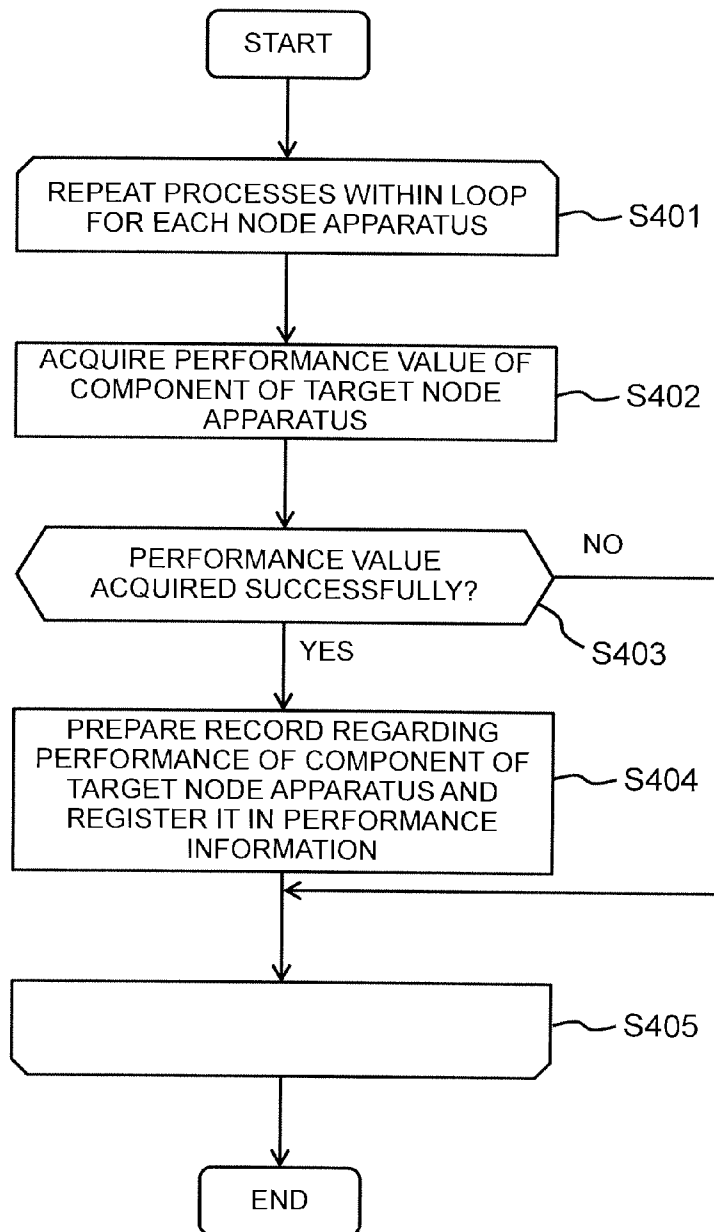 START
REPEAT PROCESSES WITHIN LOOP
FOR EACH NODE APPARATUS
S401
ACQUIRE PERFORMANCE VALUE OF
COMPONENT OF TARGET NODE
APPARATUS
S402
PERFORMANCE VALUE
ACQUIRED SUCCESSFULLY?
NO
S403
YES
PREPARE RECORD REGARDING
PERFORMANCE OF COMPONENT OF
TARGET NODE APPARATUS AND
REGISTER IT IN PERFORMANCE
INFORMATION
S404
S405
END